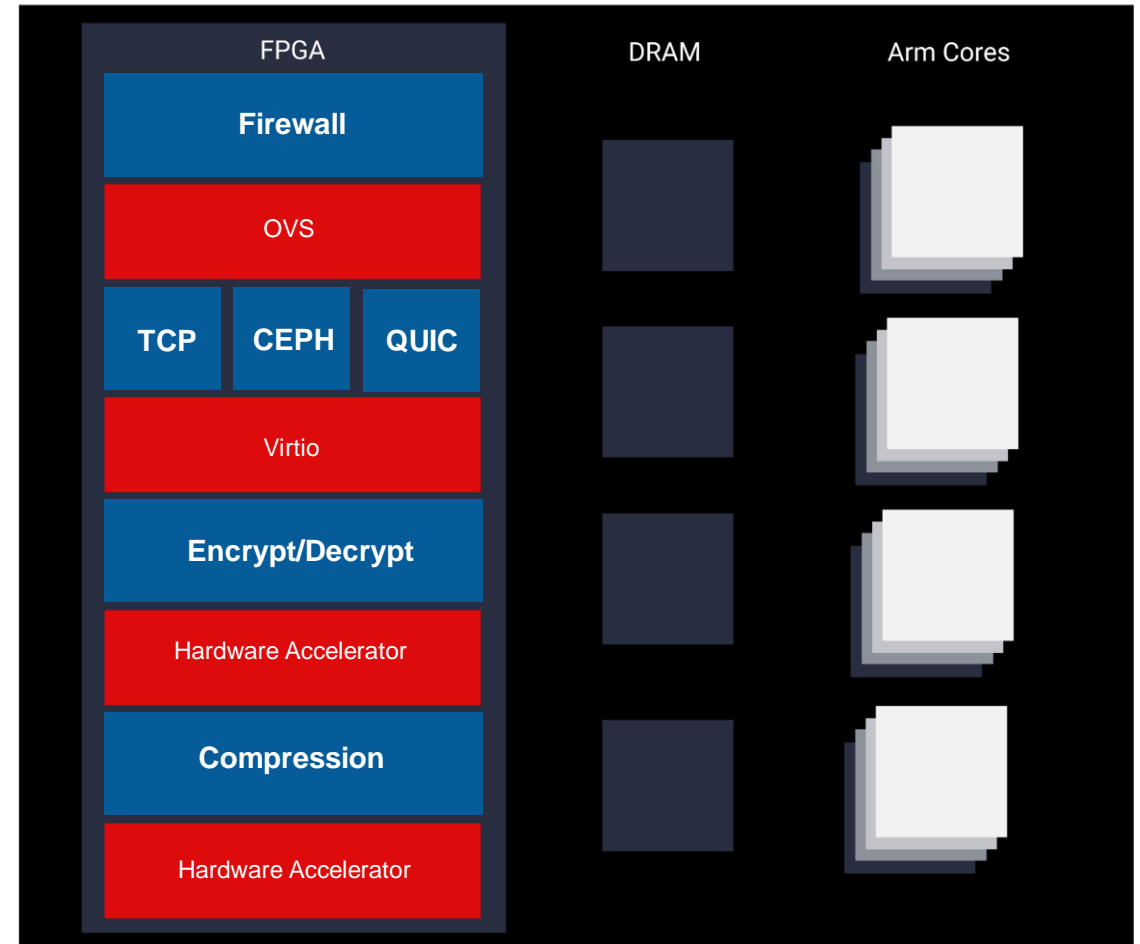 FPGA
DRAM
Arm Cores
Firewall
OVS
TCP
CEPH
QUIC
Virtio
Encrypt/Decrypt
Hardware Accelerator
Compression
Hardware Accelerator